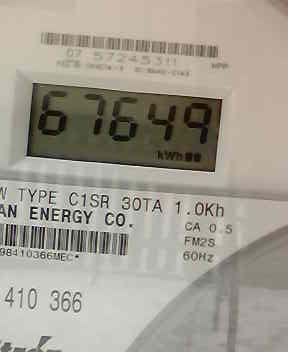 07 57245311
67649
kWh
W TYPE C1SR 30TA 1.0Kh
AN ENERGY CO.
CA 0.5
FM2S
60Hz
98410366MEC*
410 366